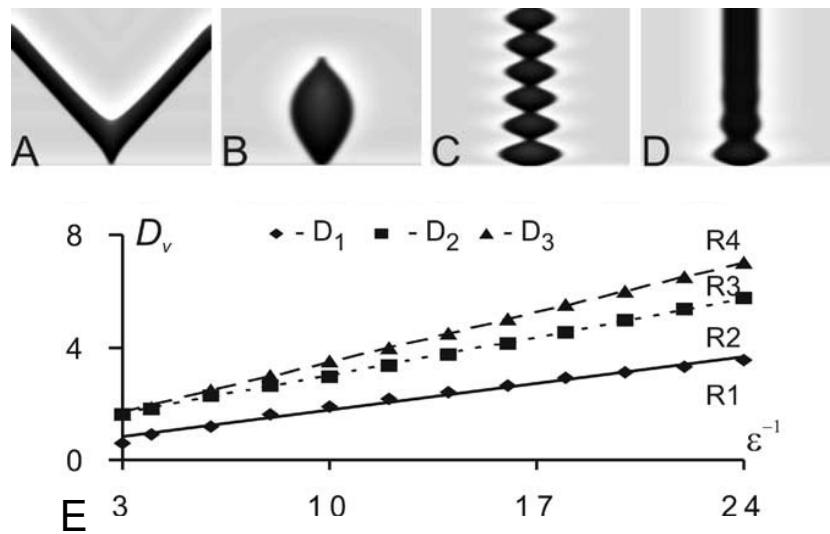 A B C D
8 D_v ♦ - D_1 ■ - D_2 ▲ - D_3 R4
R3
4 R2
R1
0 ε^{-1}
3 10 17 24
E